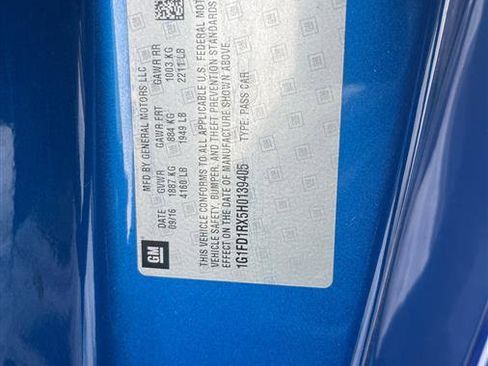 MFD BY GENERAL MOTORS LLC
DATE GVWR GAWR FRT GAWR RR
09/16 1887 KG 884 KG 1003 KG
4160 LB 1949 LB 2211 LB
THIS VEHICLE CONFORMS TO ALL APPLICABLE U.S. FEDERAL MOTOR
VEHICLE SAFETY, BUMPER, AND THEFT PREVENTION STANDARDS IN
EFFECT ON THE DATE OF MANUFACTURE SHOWN ABOVE.
1G1FD1RX5H0139405 TYPE: PASS CAR
GM